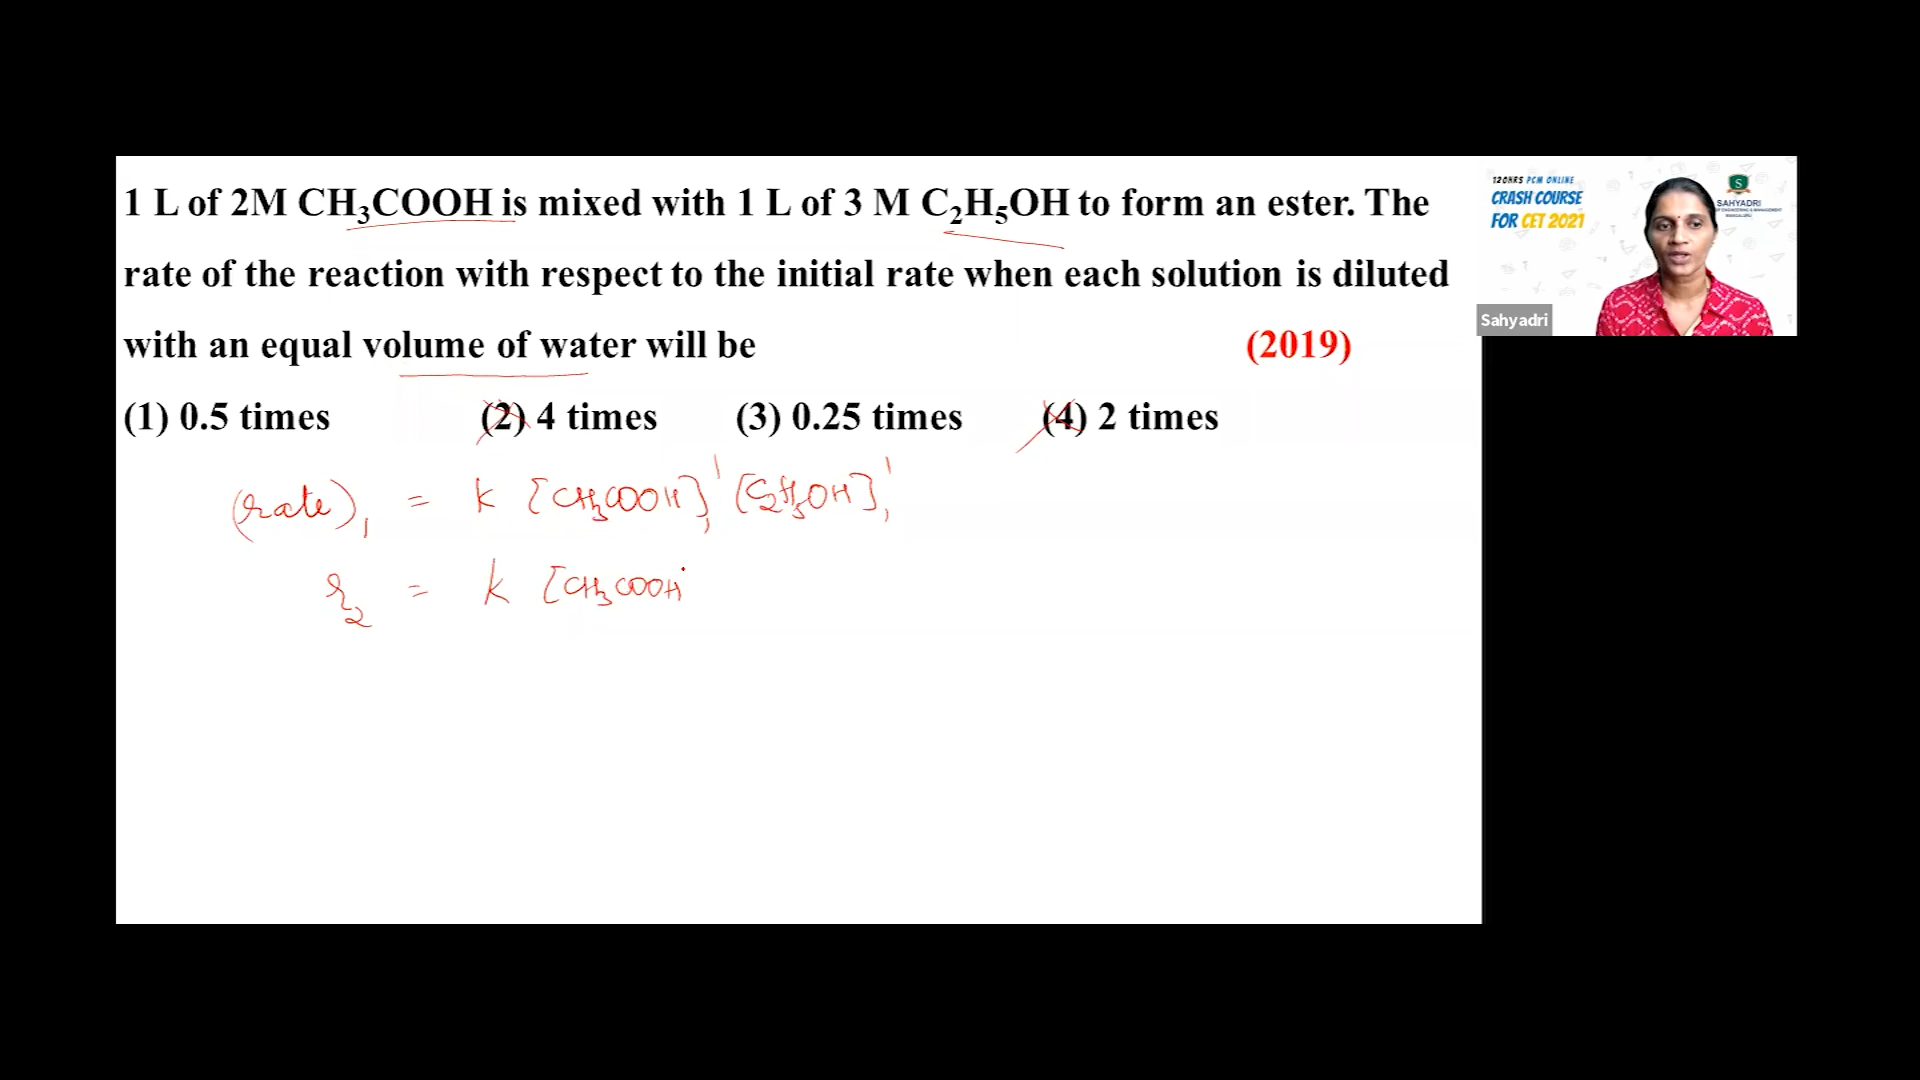 1 L of 2M CH₃COOH is mixed with 1 L of 3 M C₂H₅OH to form an ester. The
rate of the reaction with respect to the initial rate when each solution is diluted
with an equal volume of water will be (2019)
(1) 0.5 times (2) 4 times (3) 0.25 times (4) 2 times
(rate)₁ = k [CH₃COOH]₁¹ [C₂H₅OH]₁¹
r₂ = k [CH₃COOH
120HRS PCM ONLINE
CRASH COURSE
FOR CET 2021
S
SAHYADRI
Sahyadri